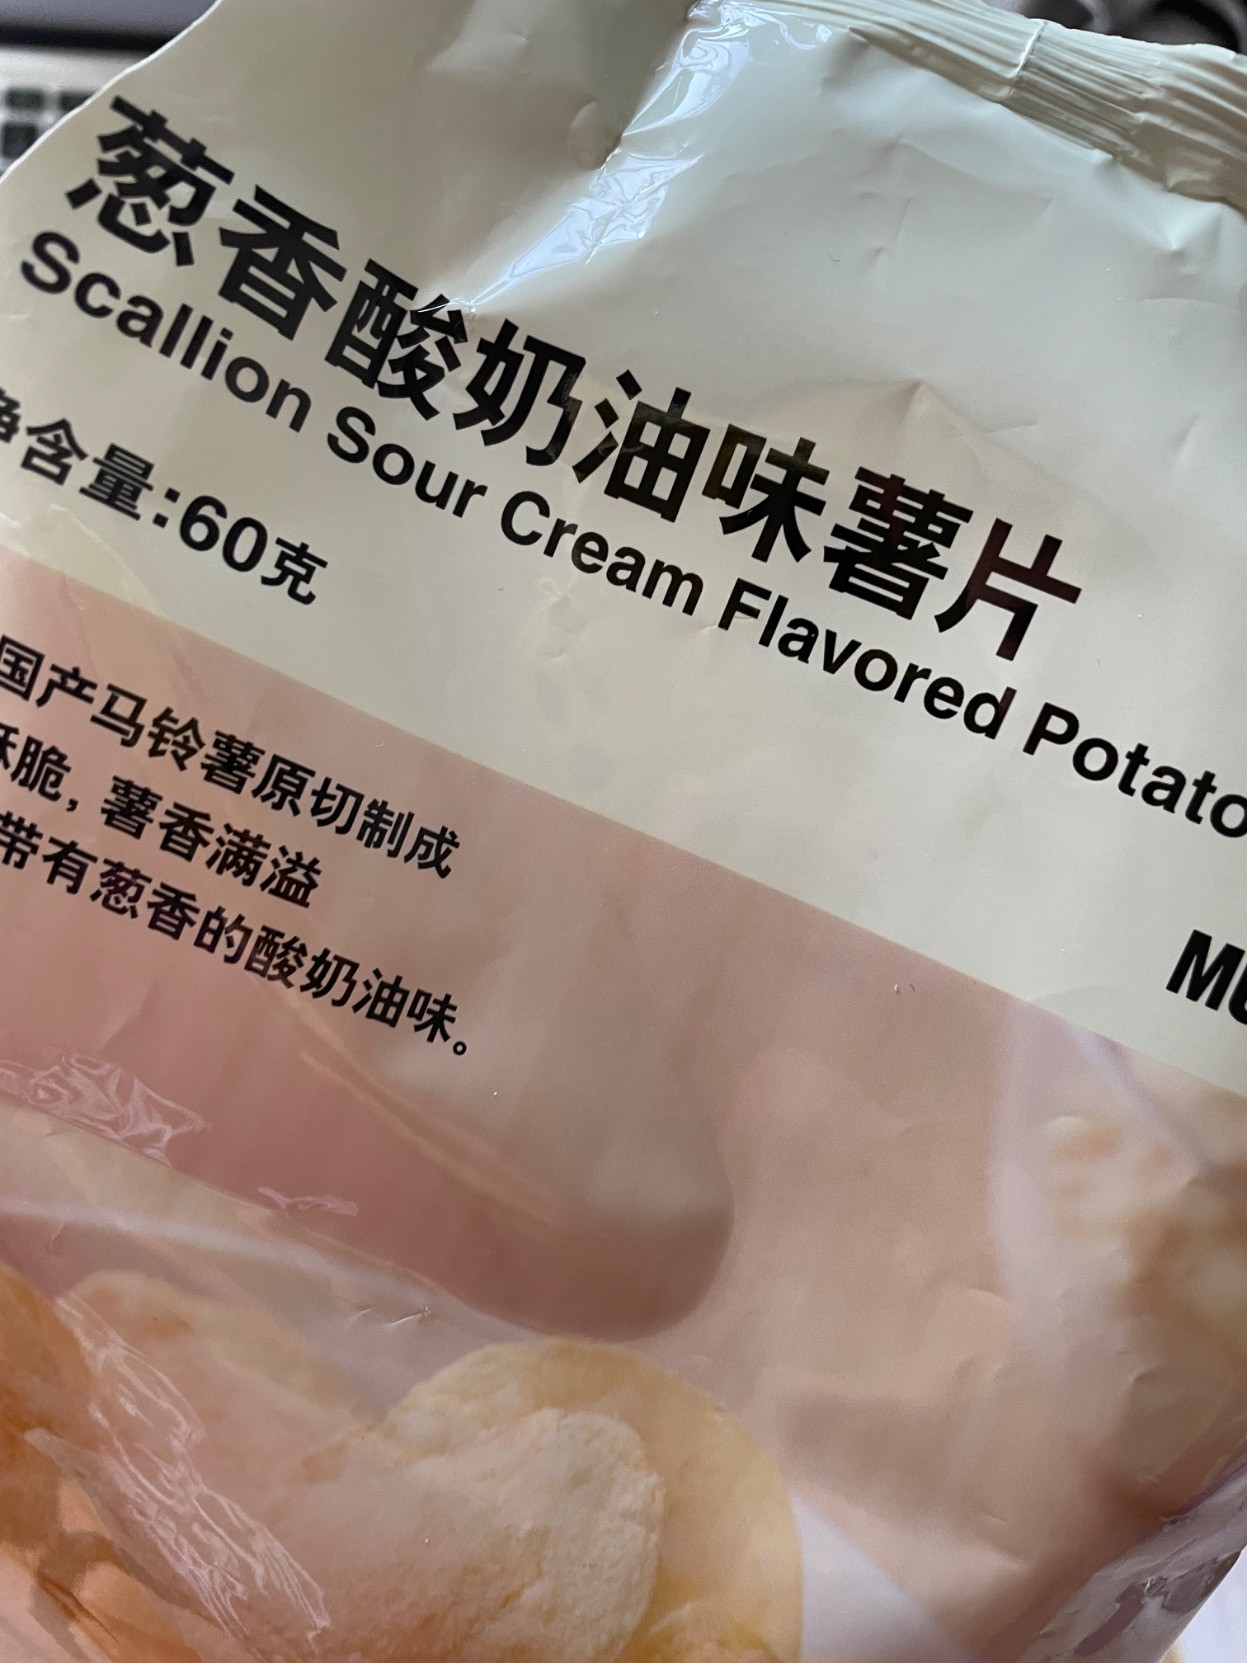 葱香酸奶油味薯片
Scallion Sour Cream Flavored Potato
净含量:60克
国产马铃薯原切制成
酥脆，薯香满溢
带有葱香的酸奶油味。